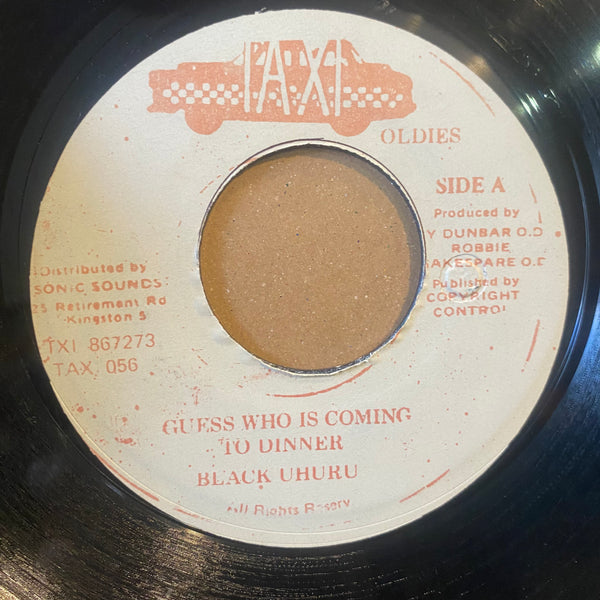 TAXI
OLDIES
SIDE A
Produced by
Y DUNBAR O.D
ROBBIE
AKESPARE O.D
Published by
COPYRIGHT
CONTROL
Distributed by
SONIC SOUNDS
25 Retirement Rd
Kingston 5
TXI 867273
TAX 056
GUESS WHO IS COMING
TO DINNER
BLACK UHURU
All Rights Reserv